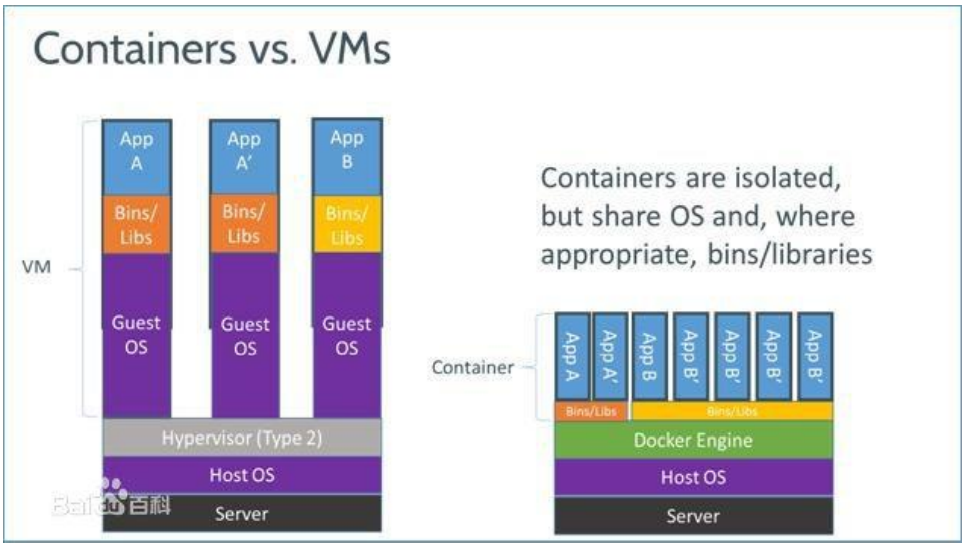 Containers vs. VMs
App
A
App
A′
App
B
Bins/
Libs
Bins/
Libs
Bins/
Libs
VM
Guest
OS
Guest
OS
Guest
OS
Hypervisor (Type 2)
Host OS
Server
Bai du 百科
Containers are isolated,
but share OS and, where
appropriate, bins/libraries
Container
App A
App A′
App B
App B′
App B′
App B′
App B′
Bins/Libs
Bins/Libs
Docker Engine
Host OS
Server